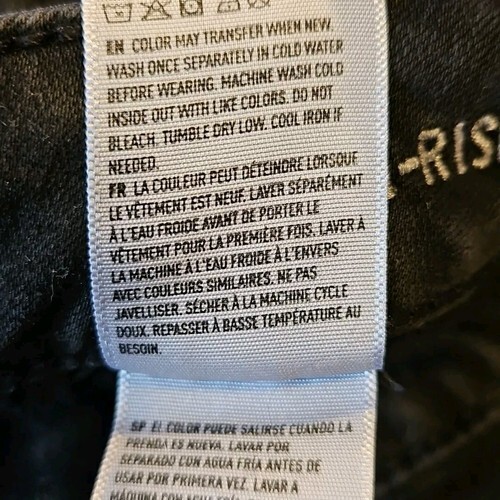 EN COLOR MAY TRANSFER WHEN NEW.
WASH ONCE SEPARATELY IN COLD WATER
BEFORE WEARING. MACHINE WASH COLD
INSIDE OUT WITH LIKE COLORS. DO NOT
BLEACH. TUMBLE DRY LOW. COOL IRON IF
NEEDED.
FR LA COULEUR PEUT DÉTEINDRE LORSQUE
LE VÊTEMENT EST NEUF. LAVER SÉPARÉMENT
À L'EAU FROIDE AVANT DE PORTER LE
VÊTEMENT POUR LA PREMIÈRE FOIS. LAVER À
LA MACHINE À L'EAU FROIDE À L'ENVERS
AVEC COULEURS SIMILAIRES. NE PAS
JAVELLISER. SÉCHER À LA MACHINE CYCLE
DOUX. REPASSER À BASSE TEMPÉRATURE AU
BESOIN.
-RIS
SP EL COLOR PUEDE SALIRSE CUANDO LA
PRENDA ES NUEVA. LAVAR POR
SEPARADO CON AGUA FRÍA ANTES DE
USAR POR PRIMERA VEZ. LAVAR A
MÁQUINA CON AGUA FRÍA